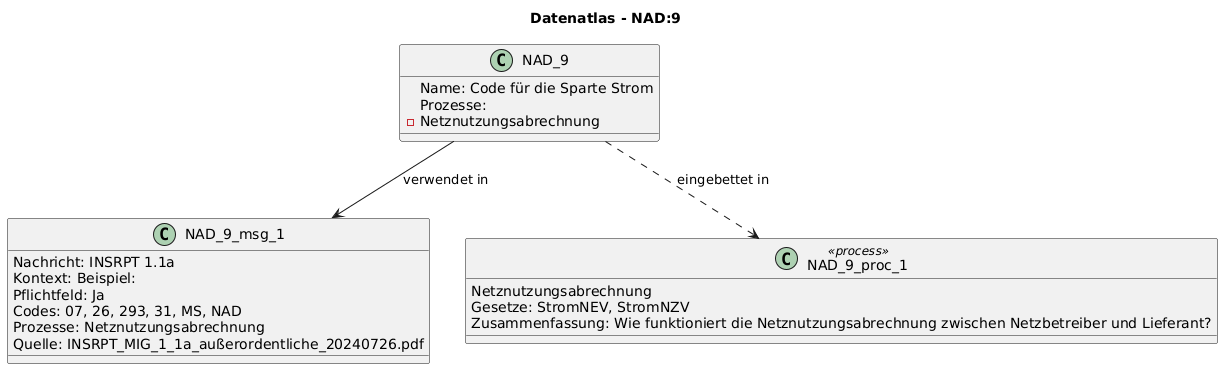 Datenatlas - NAD:9
C NAD_9
Name: Code für die Sparte Strom
Prozesse:
Netznutzungsabrechnung
verwendet in
eingebettet in
C NAD_9_msg_1
Nachricht: INSRPT 1.1a
Kontext: Beispiel:
Pflichtfeld: Ja
Codes: 07, 26, 293, 31, MS, NAD
Prozesse: Netznutzungsabrechnung
Quelle: INSRPT_MIG_1_1a_außerordentliche_20240726.pdf
«process»
C NAD_9_proc_1
Netznutzungsabrechnung
Gesetze: StromNEV, StromNZV
Zusammenfassung: Wie funktioniert die Netznutzungsabrechnung zwischen Netzbetreiber und Lieferant?